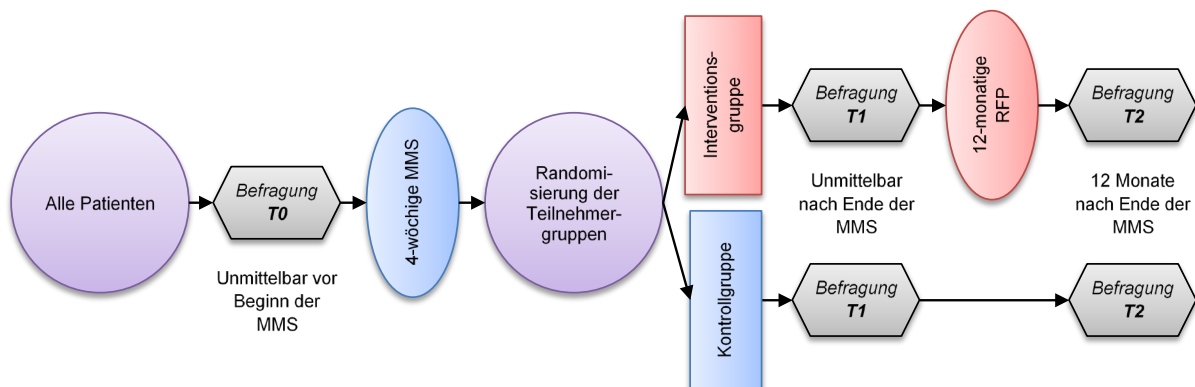 Alle Patienten
Befragung
T0
Unmittelbar vor
Beginn der
MMS
4-wöchige MMS
Randomi-
sierung der
Teilnehmer-
gruppen
Interventions-
gruppe
Befragung
T1
Unmittelbar
nach Ende der
MMS
12-monatige
RFP
Befragung
T2
12 Monate
nach Ende der
MMS
Kontrollgruppe
Befragung
T1
Befragung
T2